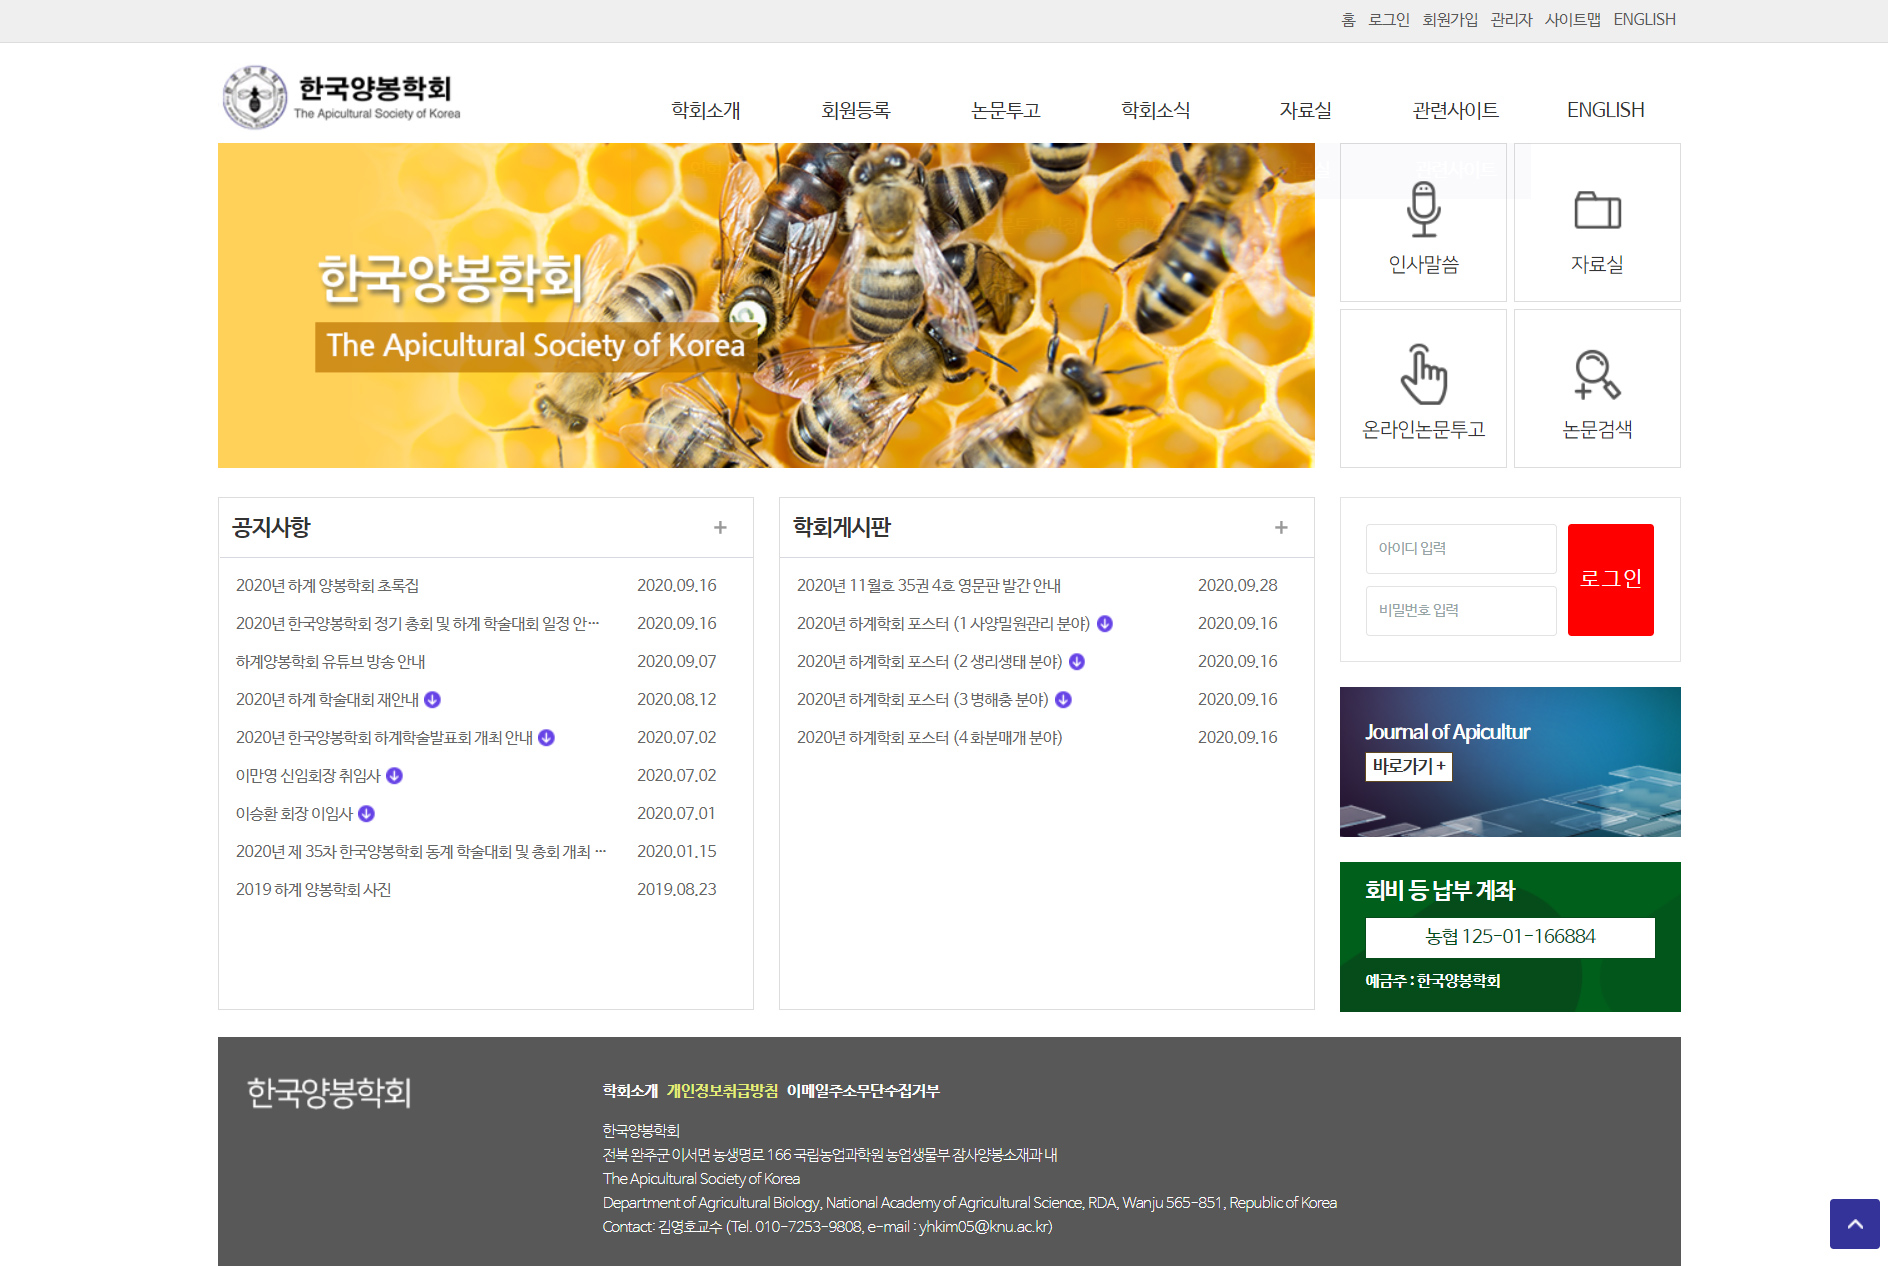 홈 로그인 회원가입 관리자 사이트맵 ENGLISH
한국양봉학회
The Apicultural Society of Korea
학회소개 회원등록 논문투고 학회소식 자료실 관련사이트 ENGLISH
관련사이트
한국양봉학회
The Apicultural Society of Korea
인사말씀
자료실
온라인논문투고
논문검색
공지사항 +
2020년 하계 양봉학회 초록집 2020.09.16
2020년 한국양봉학회 정기 총회 및 하계 학술대회 일정 안… 2020.09.16
하계양봉학회 유튜브 방송 안내 2020.09.07
2020년 하계 학술대회 재안내 2020.08.12
2020년 한국양봉학회 하계학술발표회 개최 안내 2020.07.02
이만영 신임회장 취임사 2020.07.02
이승환 회장 이임사 2020.07.01
2020년 제 35차 한국양봉학회 동계 학술대회 및 총회 개최 … 2020.01.15
2019 하계 양봉학회 사진 2019.08.23
학회게시판 +
2020년 11월호 35권 4호 영문판 발간 안내 2020.09.28
2020년 하계학회 포스터 (1 사양밀원관리 분야) 2020.09.16
2020년 하계학회 포스터 (2 생리생태 분야) 2020.09.16
2020년 하계학회 포스터 (3 병해충 분야) 2020.09.16
2020년 하계학회 포스터 (4 화분매개 분야) 2020.09.16
아이디 입력
비밀번호 입력
로그인
Journal of Apicultur
바로가기 +
회비 등 납부 계좌
농협 125-01-166884
예금주 : 한국양봉학회
한국양봉학회
학회소개 개인정보취급방침 이메일주소무단수집거부
한국양봉학회
전북 완주군 이서면 농생명로 166 국립농업과학원 농업생물부 잠사양봉소재과 내
The Apicultural Society of Korea
Department of Agricultural Biology, National Academy of Agricultural Science, RDA, Wanju 565-851, Republic of Korea
Contact: 김영호교수 (Tel. 010-7253-9808, e-mail : yhkim05@knu.ac.kr)